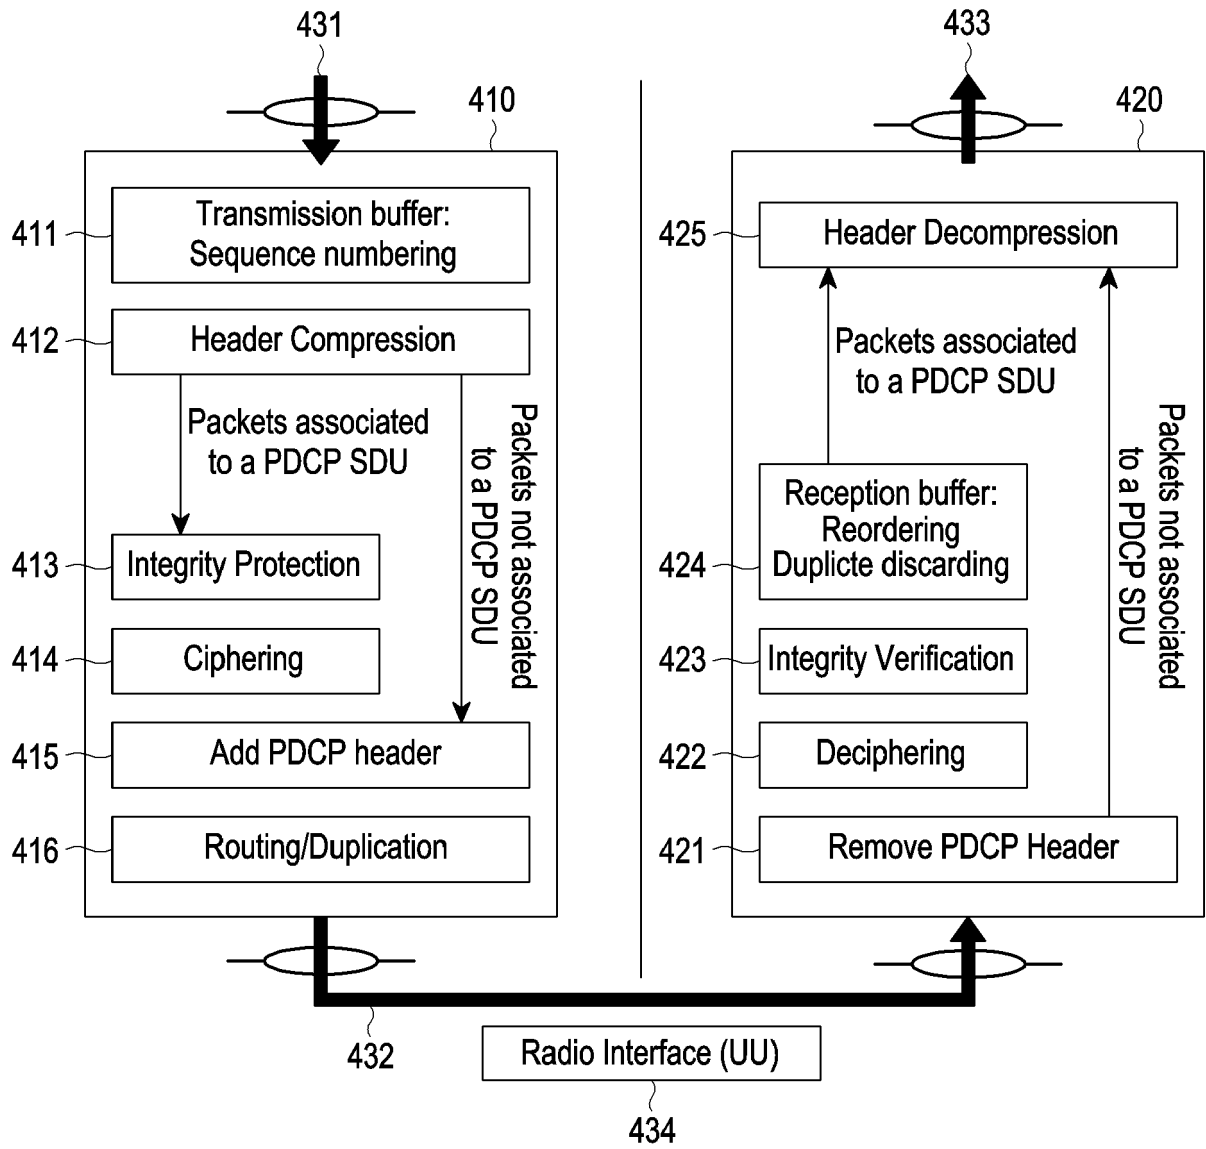 431
410
411
Transmission buffer:
Sequence numbering
412
Header Compression
Packets associated
to a PDCP SDU
Packets not associated
to a PDCP SDU
413
Integrity Protection
414
Ciphering
415
Add PDCP header
416
Routing/Duplication
432
433
420
425
Header Decompression
Packets associated
to a PDCP SDU
Packets not associated
to a PDCP SDU
424
Reception buffer:
Reordering
Duplicte discarding
423
Integrity Verification
422
Deciphering
421
Remove PDCP Header
Radio Interface (UU)
434